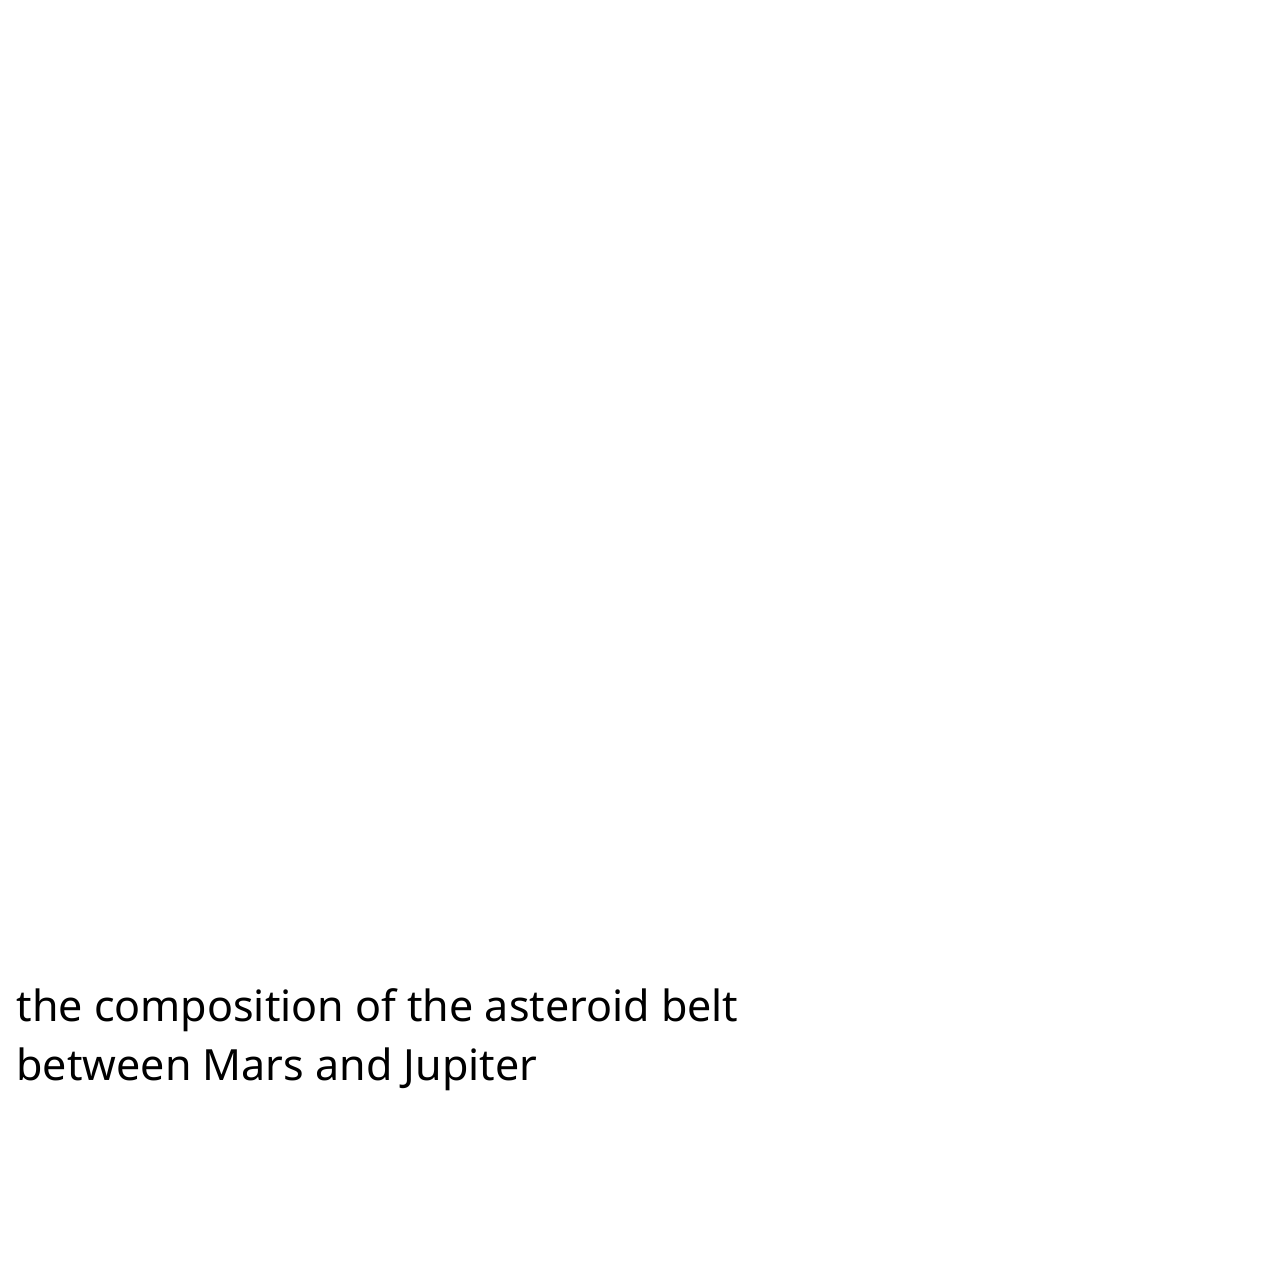 the composition of the asteroid belt
between Mars and Jupiter